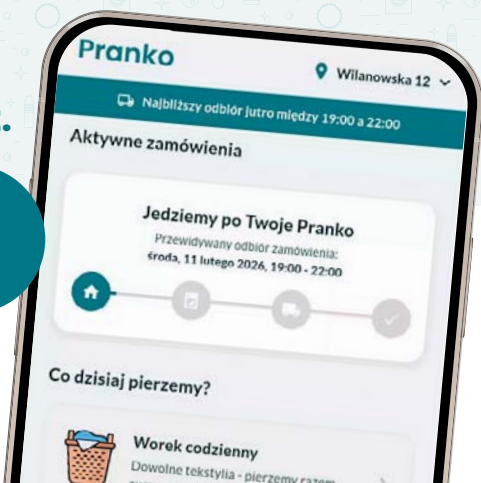 Pranko
Wilanowska 12
Najbliższy odbiór jutro między 19:00 a 22:00
Aktywne zamówienia
Jedziemy po Twoje Pranko
Przewidywany odbiór zamówienia:
środa, 11 lutego 2026, 19:00 - 22:00
Co dzisiaj pierzemy?
Worek codzienny
Dowolne tekstylia - pierzemy razem